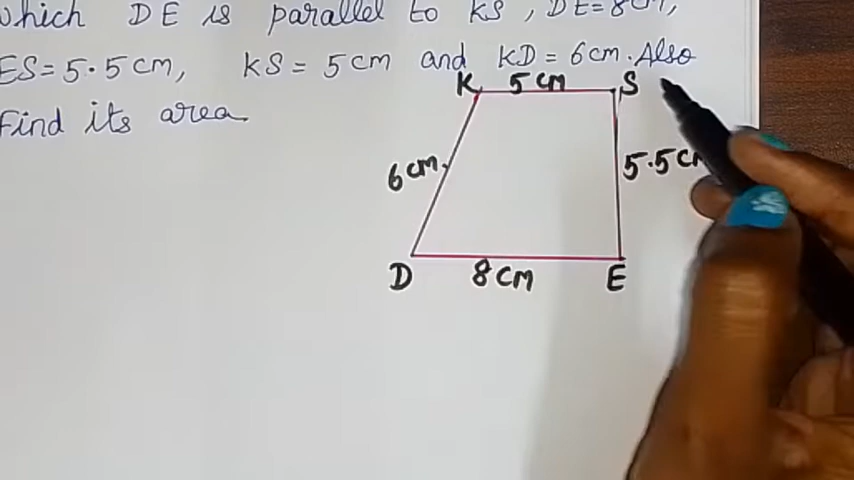 which DE is parallel to KS, DE=8cm,
ES=5.5cm, KS=5cm and KD=6cm. Also
Find its area.
K 5cm S
6cm
5.5cm
D 8cm E